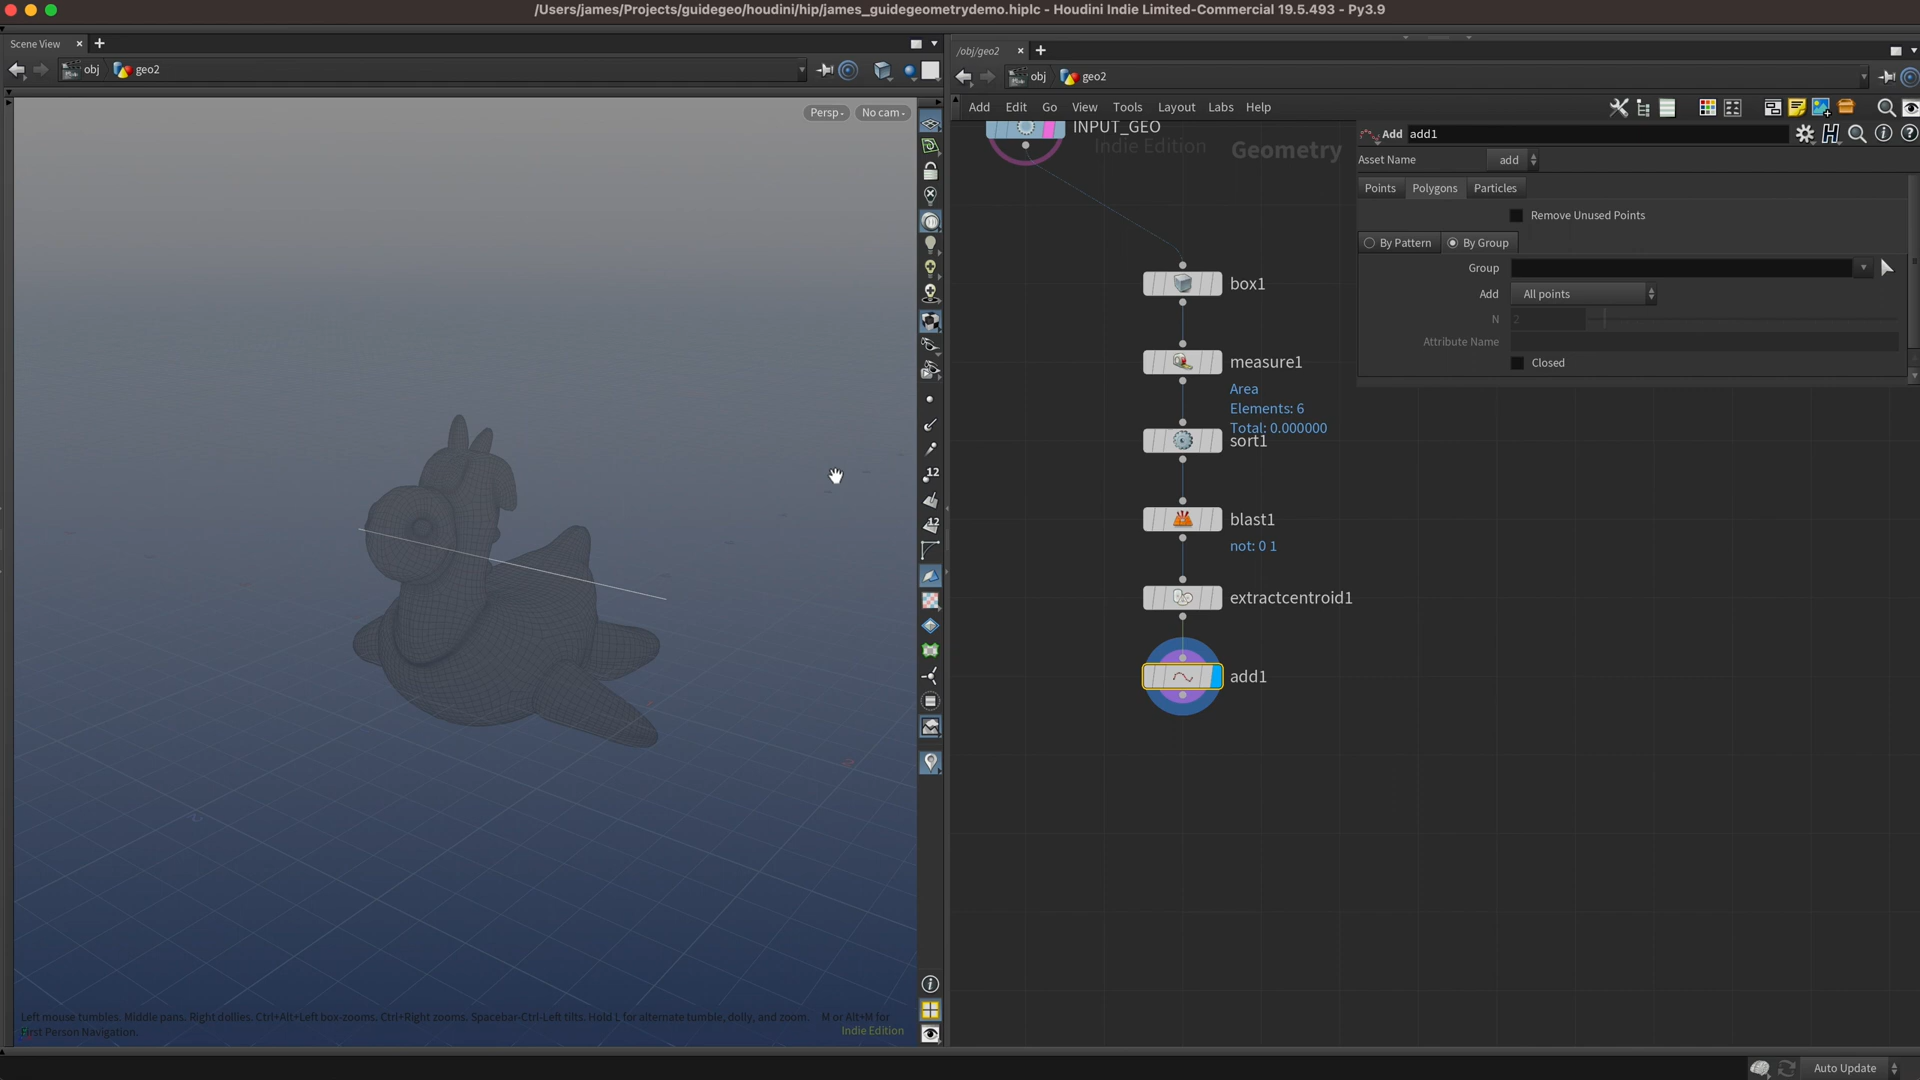 /Users/james/Projects/guidegeo/houdini/hip/james_guidegeometrydemo.hiplc - Houdini Indie Limited-Commercial 19.5.493 - Py3.9
Scene View
obj geo2
Persp
No cam
12
12
Left mouse tumbles. Middle pans. Right dollies. Ctrl+Alt+Left box-zooms. Ctrl+Right zooms. Spacebar-Ctrl-Left tilts. Hold L for alternate tumble, dolly, and zoom. M or Alt+M for
First Person Navigation.
Indie Edition
/obj/geo2
obj geo2
Add Edit Go View Tools Layout Labs Help
INPUT_GEO
Indie Edition
Geometry
box1
measure1
Area
Elements: 6
Total: 0.000000
sort1
blast1
not: 0 1
extractcentroid1
add1
Add add1
Asset Name add
Points Polygons Particles
Remove Unused Points
By Pattern By Group
Group
Add All points
N 2
Attribute Name
Closed
Auto Update